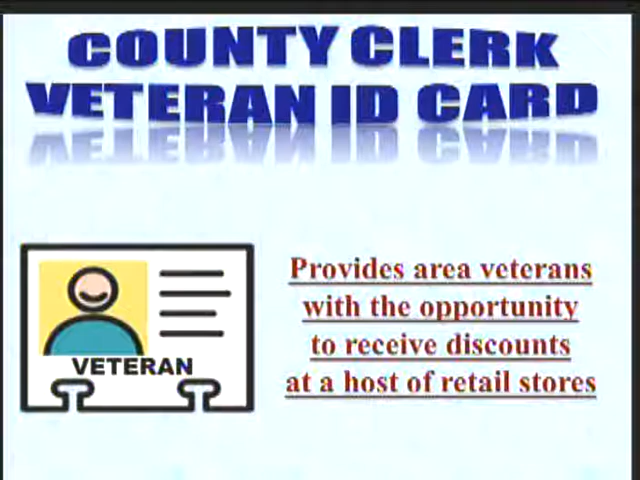 COUNTY CLERK
VETERAN ID CARD
Provides area veterans
with the opportunity
to receive discounts
at a host of retail stores
VETERAN